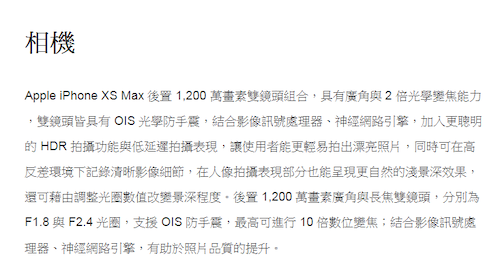 相機
Apple iPhone XS Max 後置 1,200 萬畫素雙鏡頭組合，具有廣角與 2 倍光學變焦能力
，雙鏡頭皆具有 OIS 光學防手震，結合影像訊號處理器、神經網路引擎，加入更聰明
的 HDR 拍攝功能與低延遲拍攝表現，讓使用者能更輕易拍出漂亮照片，同時可在高
反差環境下記錄清晰影像細節，在人像拍攝表現部分也能呈現更自然的淺景深效果，
還可藉由調整光圈數值改變景深程度。後置 1,200 萬畫素廣角與長焦雙鏡頭，分別為
F1.8 與 F2.4 光圈，支援 OIS 防手震，最高可進行 10 倍數位變焦；結合影像訊號處
理器、神經網路引擎，有助於照片品質的提升。